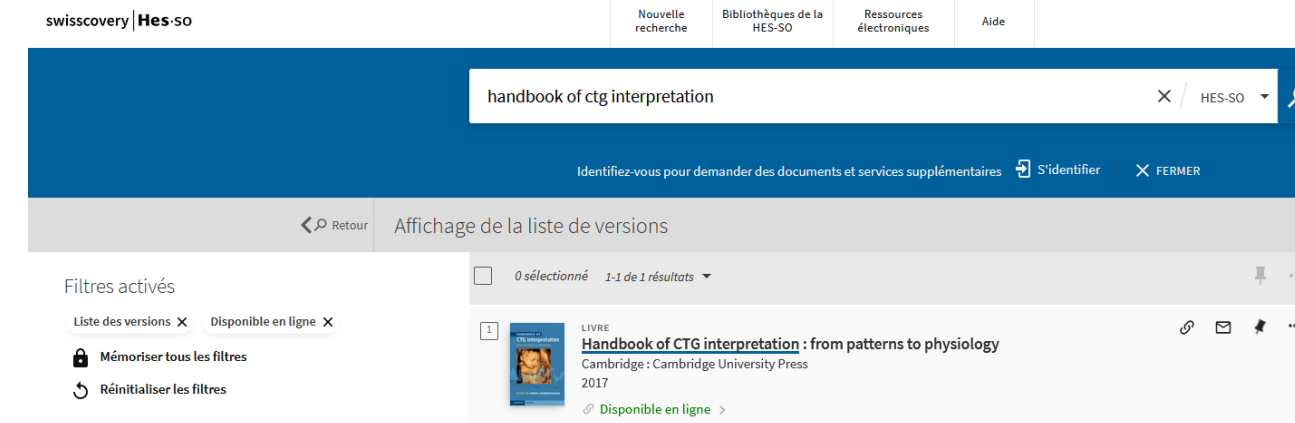 swisscovery Hes·so
Nouvelle recherche
Bibliothèques de la HES-SO
Ressources électroniques
Aide
handbook of ctg interpretation
HES-SO
Identifiez-vous pour demander des documents et services supplémentaires
S'identifier
FERMER
Retour
Affichage de la liste de versions
Filtres activés
Liste des versions
Disponible en ligne
Mémoriser tous les filtres
Réinitialiser les filtres
0 sélectionné
1-1 de 1 résultats
1
LIVRE
Handbook of CTG interpretation : from patterns to physiology
Cambridge : Cambridge University Press
2017
Disponible en ligne
CTG Interpretation